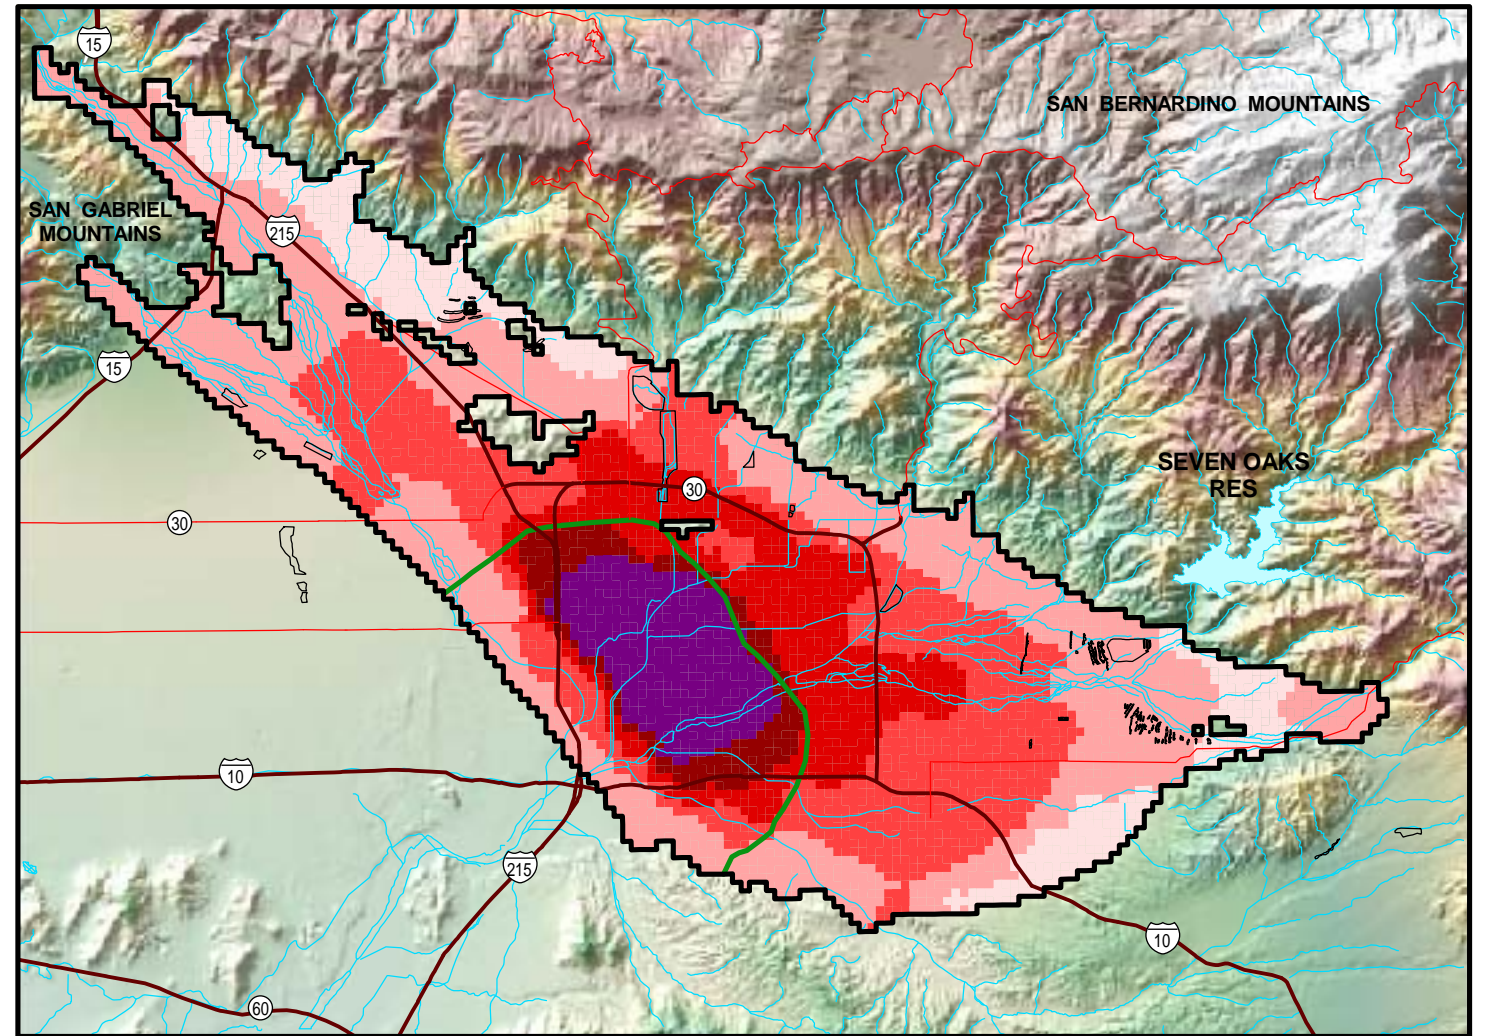 15
SAN BERNARDINO MOUNTAINS
SAN GABRIEL
MOUNTAINS
215
15
SEVEN OAKS
RES
30
30
10
215
10
60